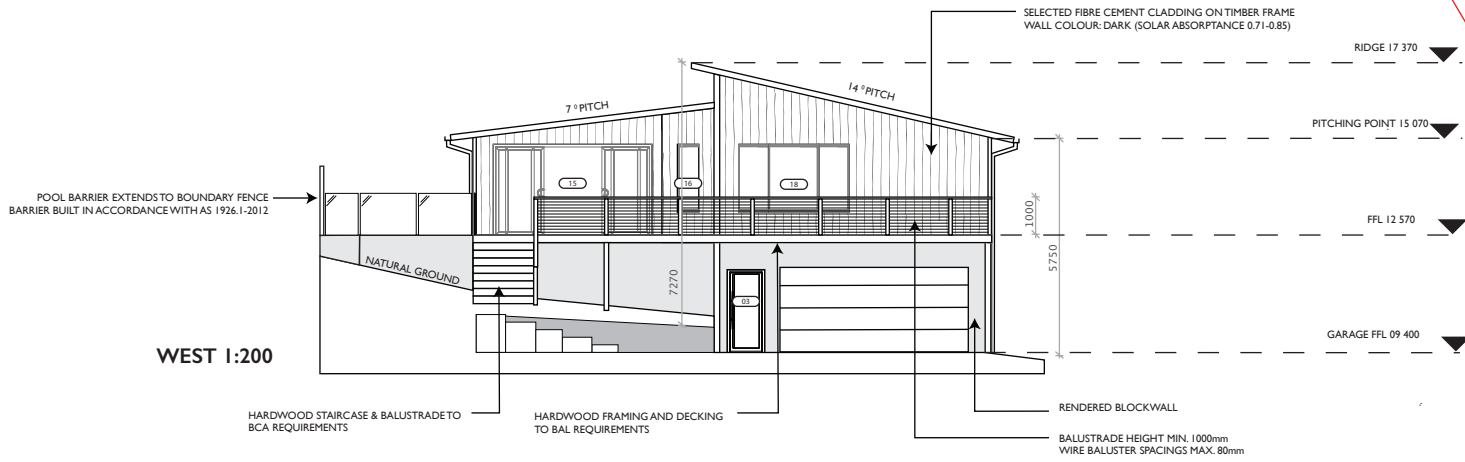 SELECTED FIBRE CEMENT CLADDING ON TIMBER FRAME
WALL COLOUR: DARK (SOLAR ABSORPTANCE 0.71-0.85)
RIDGE 17 370
14 ° PITCH
7 ° PITCH
PITCHING POINT 15 070
POOL BARRIER EXTENDS TO BOUNDARY FENCE
BARRIER BUILT IN ACCORDANCE WITH AS 1926.1-2012
15
16
18
1000
FFL 12 570
5750
NATURAL GROUND
7270
03
WEST 1:200
GARAGE FFL 09 400
HARDWOOD STAIRCASE & BALUSTRADE TO
BCA REQUIREMENTS
HARDWOOD FRAMING AND DECKING
TO BAL REQUIREMENTS
RENDERED BLOCKWALL
BALUSTRADE HEIGHT MIN. 1000mm
WIRE BALUSTER SPACINGS MAX. 80mm